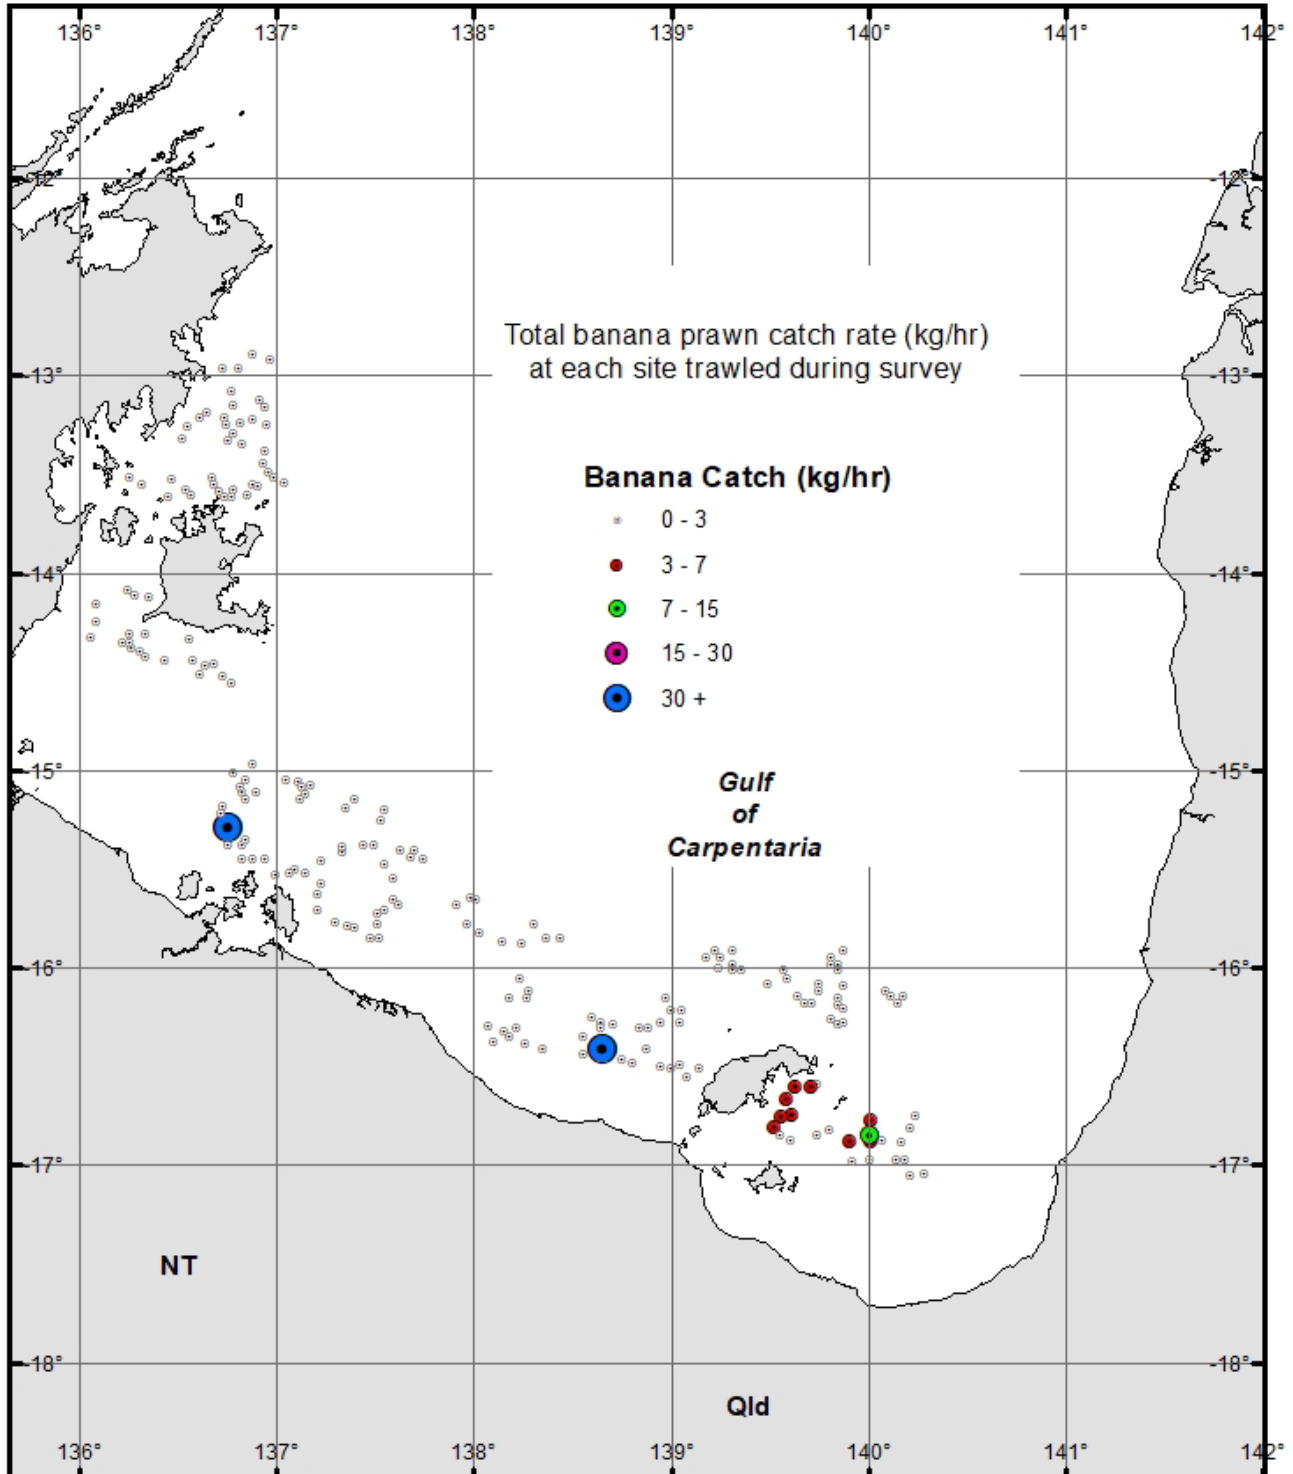 136° 137° 138° 139° 140° 141° 142°
-12° -12°
Total banana prawn catch rate (kg/hr)
at each site trawled during survey
-13° -13°
Banana Catch (kg/hr)
0 - 3
3 - 7
-14° -14°
7 - 15
15 - 30
30 +
-15° -15°
Gulf
of
Carpentaria
-16° -16°
-17° -17°
NT
-18° -18°
Qld
136° 137° 138° 139° 140° 141° 142°